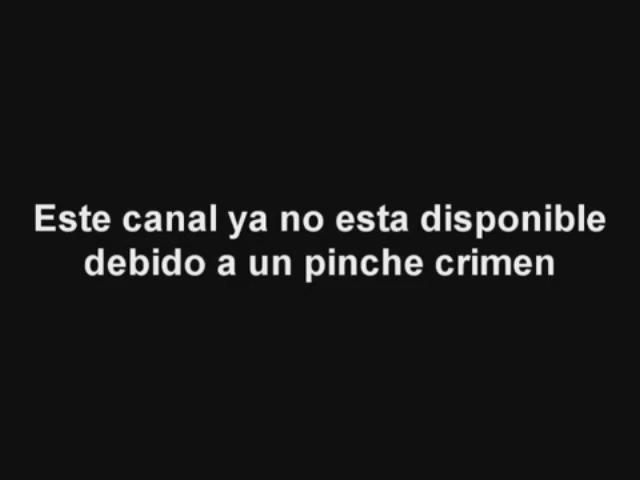 Este canal ya no esta disponible
debido a un pinche crimen